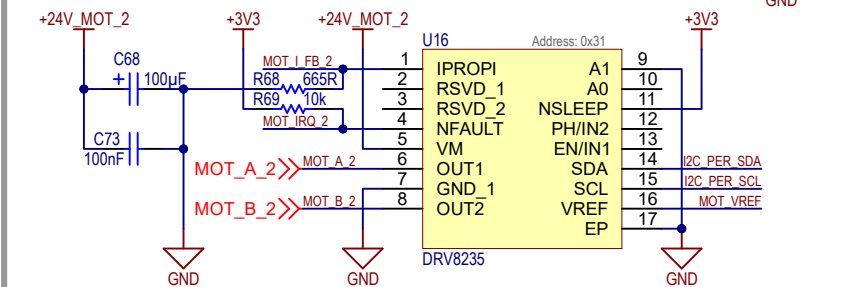 GND
+24V_MOT_2
+3V3
+24V_MOT_2
+3V3
U16
Address: 0x31
C68
+
100µF
MOT_I_FB_2
R68
665R
R69
10k
MOT_IRQ_2
C73
100nF
MOT_A_2
MOT_A_2
MOT_B_2
MOT_B_2
1
IPROPI
A1
9
2
RSVD_1
A0
10
3
RSVD_2
NSLEEP
11
4
NFAULT
PH/IN2
12
5
VM
EN/IN1
13
6
OUT1
SDA
14
I2C_PER_SDA
7
GND_1
SCL
15
I2C_PER_SCL
8
OUT2
VREF
16
MOT_VREF
EP
17
DRV8235
GND
GND
GND